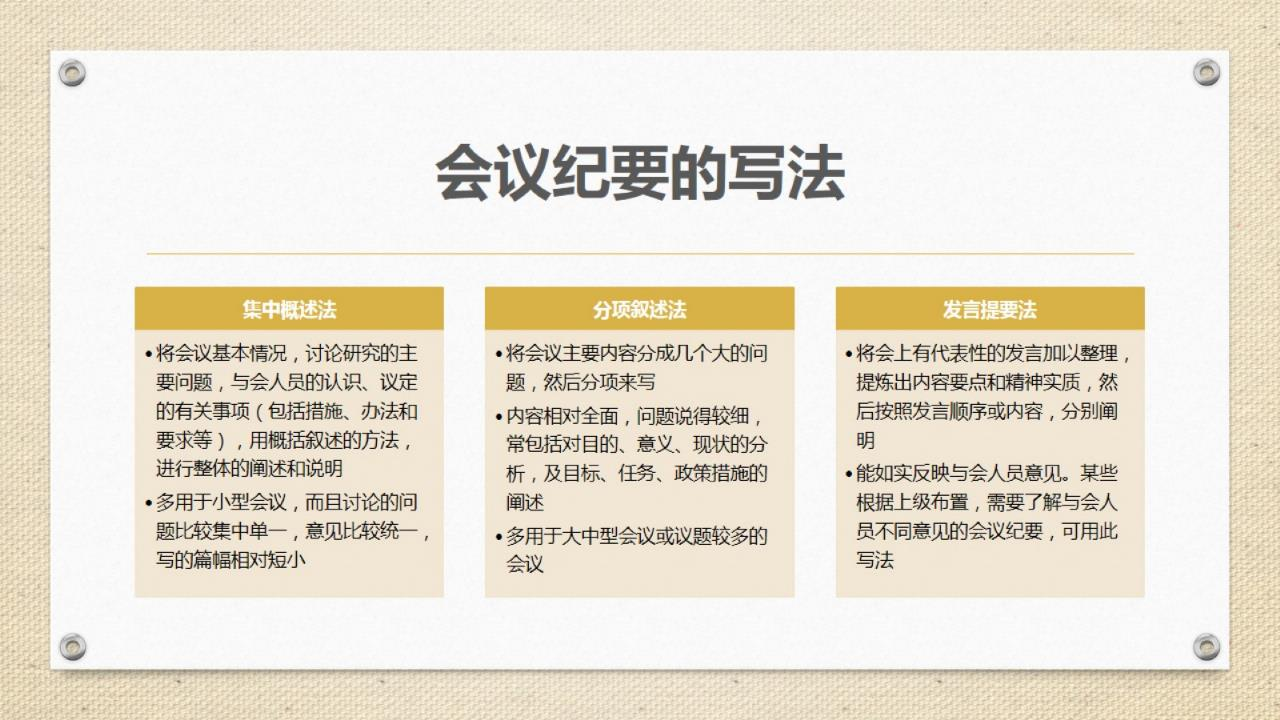 会议纪要的写法
集中概述法
•将会议基本情况，讨论研究的主
要问题，与会人员的认识、议定
的有关事项（包括措施、办法和
要求等），用概括叙述的方法，
进行整体的阐述和说明
•多用于小型会议，而且讨论的问
题比较集中单一，意见比较统一，
写的篇幅相对短小
分项叙述法
•将会议主要内容分成几个大的问
题，然后分项来写
•内容相对全面，问题说得较细，
常包括对目的、意义、现状的分
析，及目标、任务、政策措施的
阐述
•多用于大中型会议或议题较多的
会议
发言提要法
•将会上有代表性的发言加以整理，
提炼出内容要点和精神实质，然
后按照发言顺序或内容，分别阐
明
•能如实反映与会人员意见。某些
根据上级布置，需要了解与会人
员不同意见的会议纪要，可用此
写法